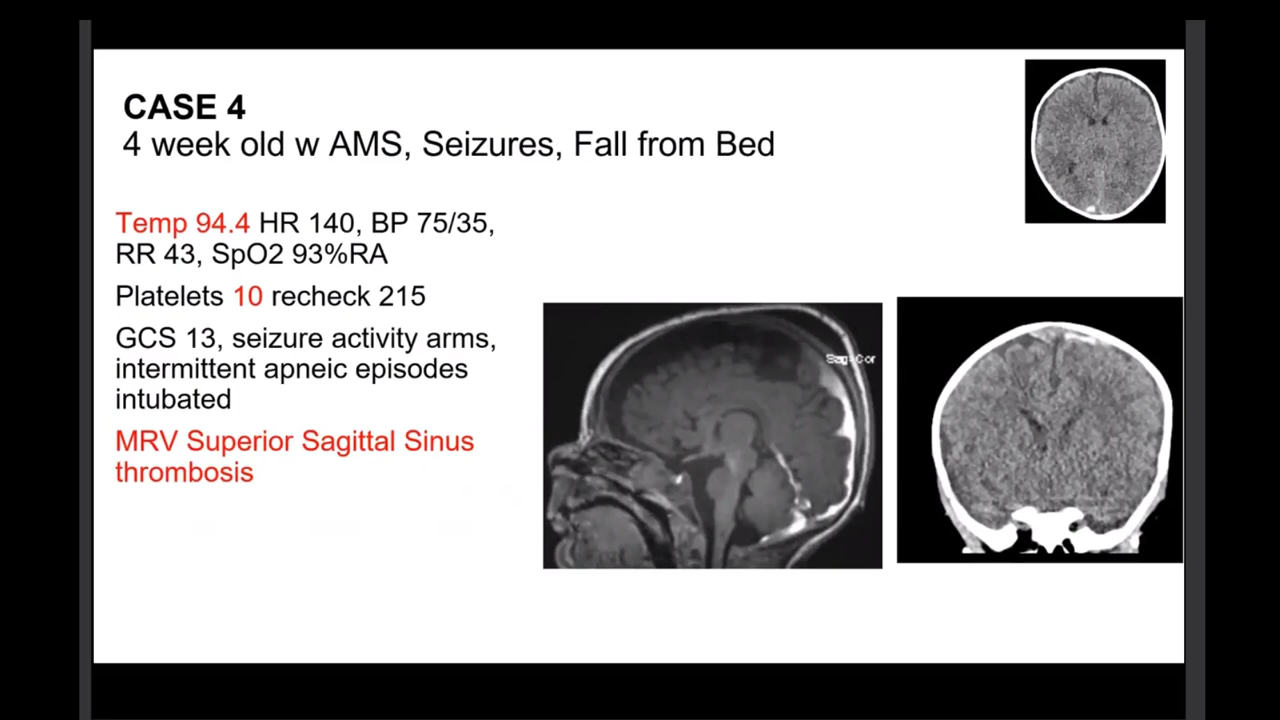 CASE 4
4 week old w AMS, Seizures, Fall from Bed
Temp 94.4 HR 140, BP 75/35,
RR 43, SpO2 93%RA
Platelets 10 recheck 215
GCS 13, seizure activity arms,
intermittent apneic episodes
intubated
MRV Superior Sagittal Sinus
thrombosis
Sag>Cor